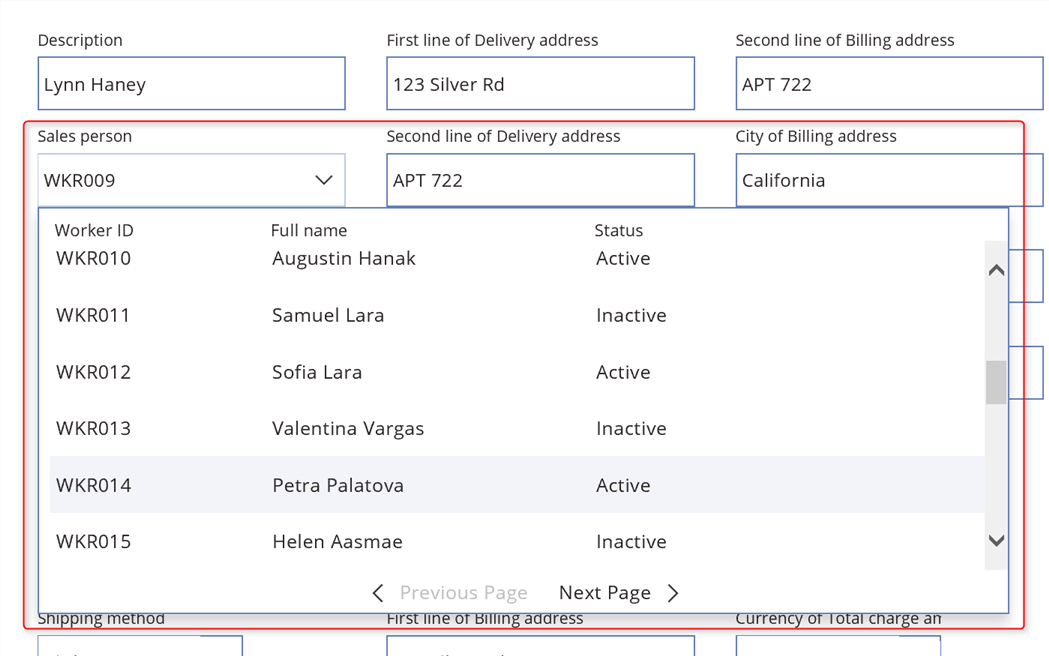 Description First line of Delivery address Second line of Billing address
Lynn Haney 123 Silver Rd APT 722
Sales person Second line of Delivery address City of Billing address
WKR009 APT 722 California
Worker ID Full name Status
WKR010 Augustin Hanak Active
WKR011 Samuel Lara Inactive
WKR012 Sofia Lara Active
WKR013 Valentina Vargas Inactive
WKR014 Petra Palatova Active
WKR015 Helen Aasmae Inactive
Previous Page Next Page
Shipping method First line of Billing address Currency of Total charge am